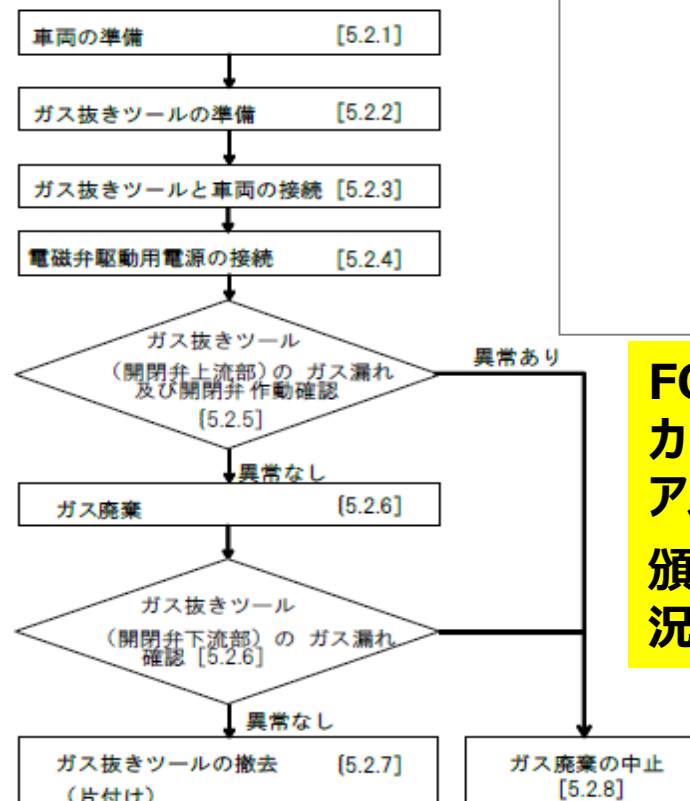 車両の準備 [5.2.1]
ガス抜きツールの準備 [5.2.2]
ガス抜きツールと車両の接続 [5.2.3]
電磁弁駆動用電源の接続 [5.2.4]
ガス抜きツール
（開閉弁上流部）の ガス漏れ
及び開閉弁作動確認
[5.2.5]
異常あり
異常なし
ガス廃棄 [5.2.6]
ガス抜きツール
（開閉弁下流部）の ガス漏れ
確認 [5.2.6]
異常なし
ガス抜きツールの撤去 [5.2.7]
（片付け）
ガス廃棄の中止
[5.2.8]
カ
ア
頒
況